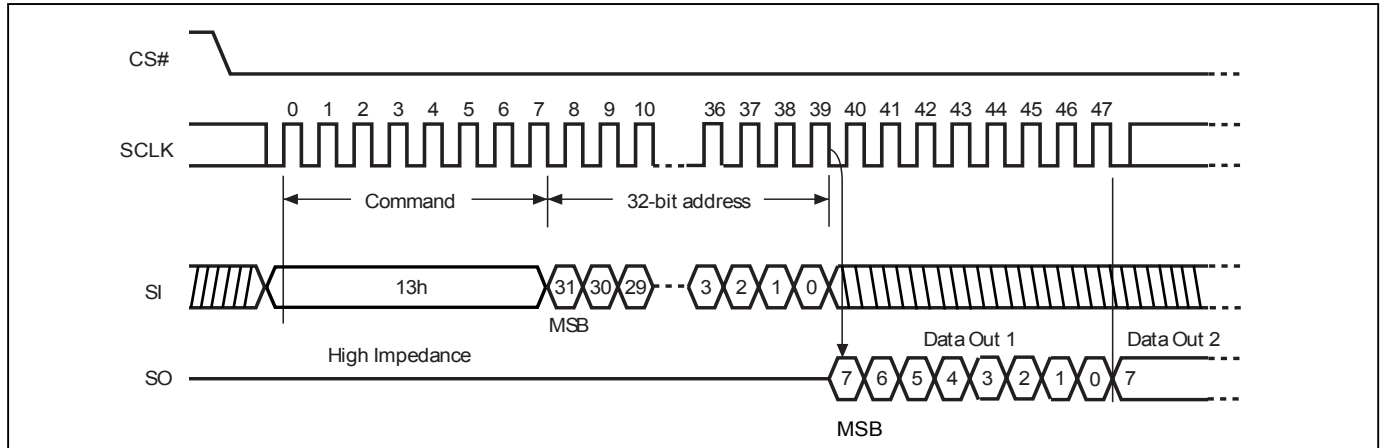 CS#
0 1 2 3 4 5 6 7 8 9 10 36 37 38 39 40 41 42 43 44 45 46 47
SCLK
Command 32-bit address
SI 13h 31 30 29 3 2 1 0
MSB
High Impedance Data Out 1 Data Out 2
SO 7 6 5 4 3 2 1 0 7
MSB